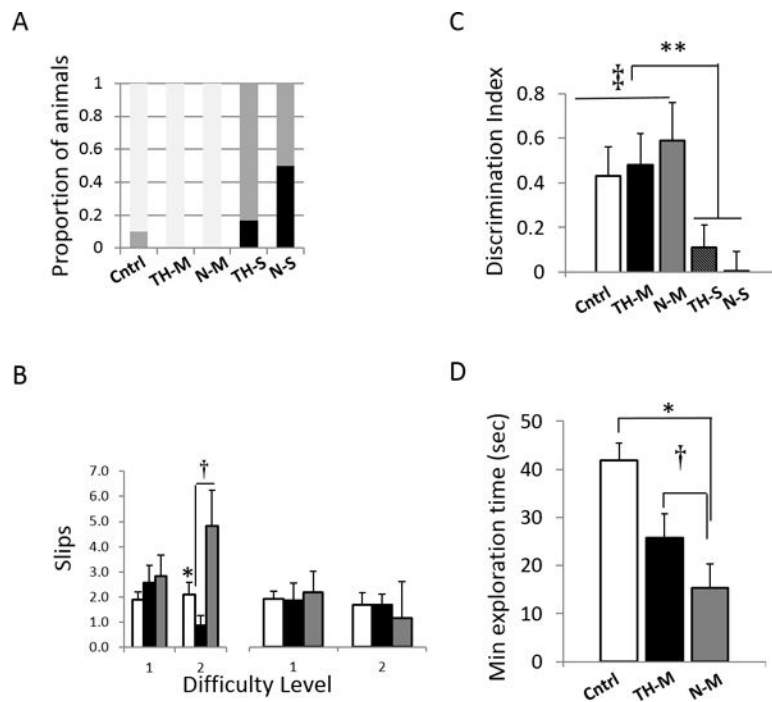 A
Proportion of animals
1
0.8
0.6
0.4
0.2
0
Cntrl
TH-M
N-M
TH-S
N-S
B
Slips
7.0
6.0
5.0
4.0
3.0
2.0
1.0
0.0
*
†
1
2
1
2
Difficulty Level
C
Discrimination Index
**
‡
0.6
0.4
0.2
0
Cntrl
TH-M
N-M
TH-S
N-S
D
Min exploration time (sec)
50
40
30
20
10
0
*
†
Cntrl
TH-M
N-M